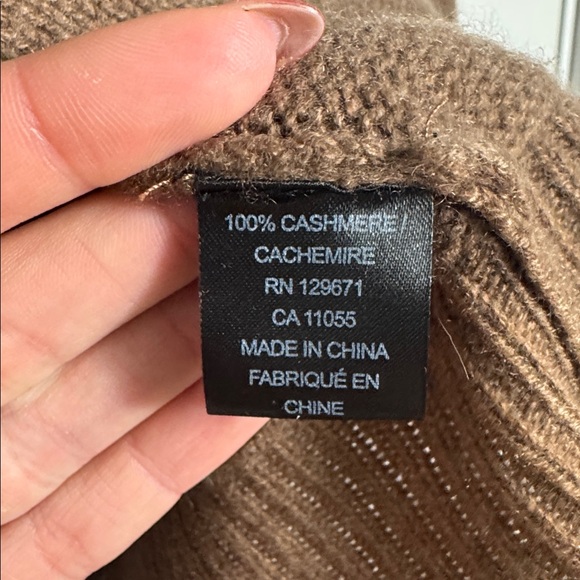 100% CASHMERE /
CACHEMIRE
RN 129671
CA 11055
MADE IN CHINA
FABRIQUÉ EN
CHINE